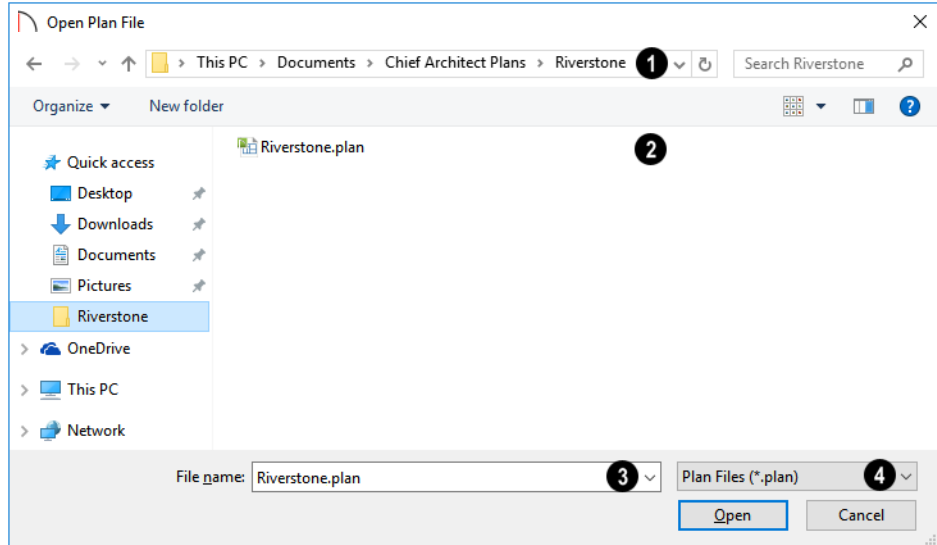 Open Plan File
This PC > Documents > Chief Architect Plans > Riverstone 1 Search Riverstone
Organize New folder ?
Riverstone.plan 2
Quick access
Desktop
Downloads
Documents
Pictures
Riverstone
OneDrive
This PC
Network
File name: Riverstone.plan 3 Plan Files (*.plan) 4
Open Cancel